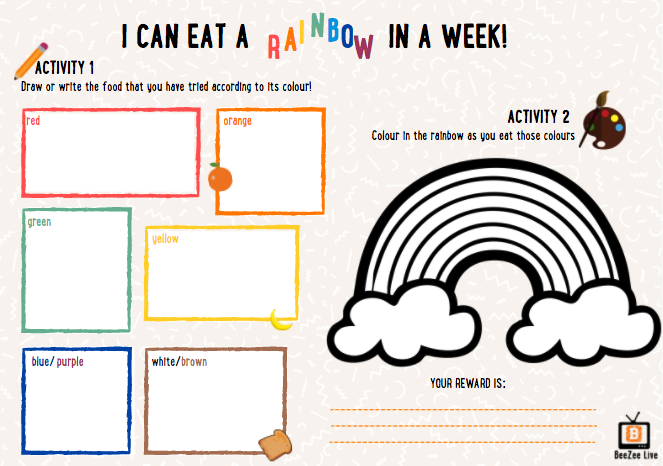 I CAN EAT A RAINBOW IN A WEEK!
ACTIVITY 1
Draw or write the food that you have tried according to its colour!
red
orange
green
yellow
blue/ purple
white/brown
ACTIVITY 2
Colour in the rainbow as you eat those colours
YOUR REWARD IS:
B
BeeZee Live